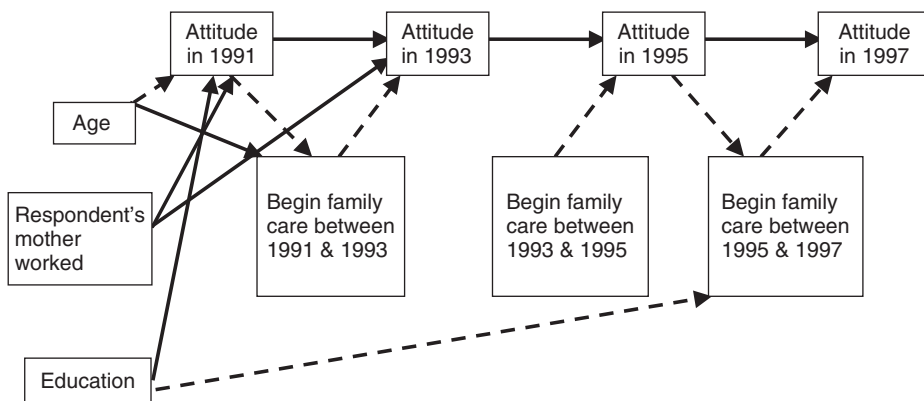 Attitude
in 1991
Attitude
in 1993
Attitude
in 1995
Attitude
in 1997
Age
Respondent's
mother
worked
Begin family
care between
1991 & 1993
Begin family
care between
1993 & 1995
Begin family
care between
1995 & 1997
Education